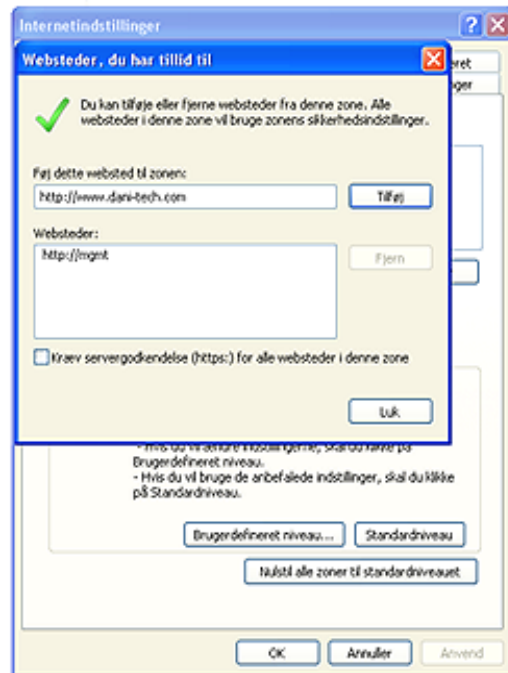 Internetindstillinger
Websteder, du har tillid til
Du kan tilføje eller fjerne websteder fra denne zone. Alle
websteder i denne zone vil bruge zonens sikkerhedsindstillinger.
Føj dette websted til zonen:
http://www.dani-tech.com
Tilføj
Websteder:
http://mgmt
Fjern
Kræv servergodkendelse (https:) for alle websteder i denne zone
Luk
- Hvis du vil ændre indstillingerne, skal du klikke på
Brugerdefineret niveau.
- Hvis du vil bruge de anbefalede indstillinger, skal du klikke
på Standardniveau.
Brugerdefineret niveau...
Standardniveau
Nulstil alle zoner til standardniveauet
OK
Annuller
Anvend